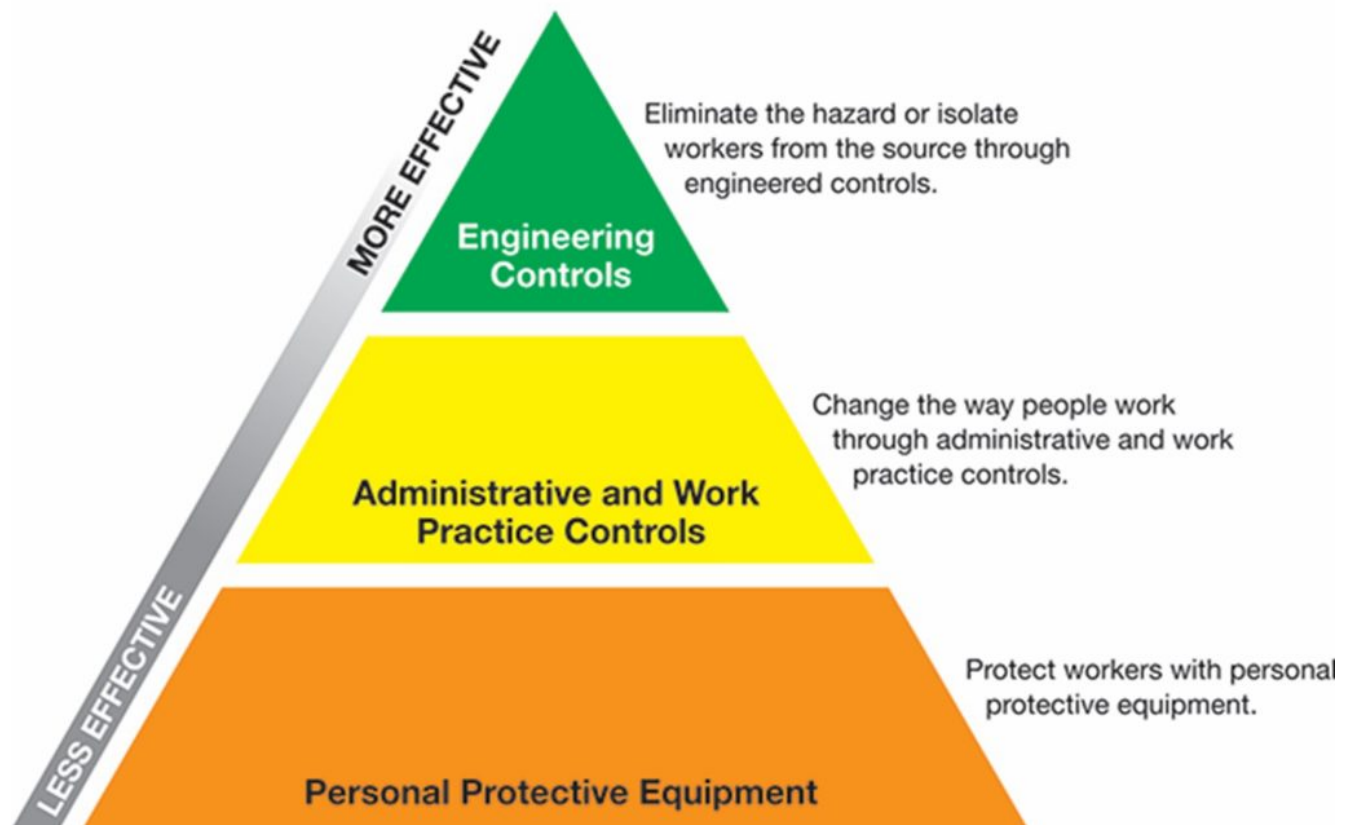 MORE EFFECTIVE
Eliminate the hazard or isolate
workers from the source through
engineered controls.
Engineering
Controls
Change the way people work
through administrative and work
practice controls.
Administrative and Work
Practice Controls
LESS EFFECTIVE
Protect workers with personal
protective equipment.
Personal Protective Equipment